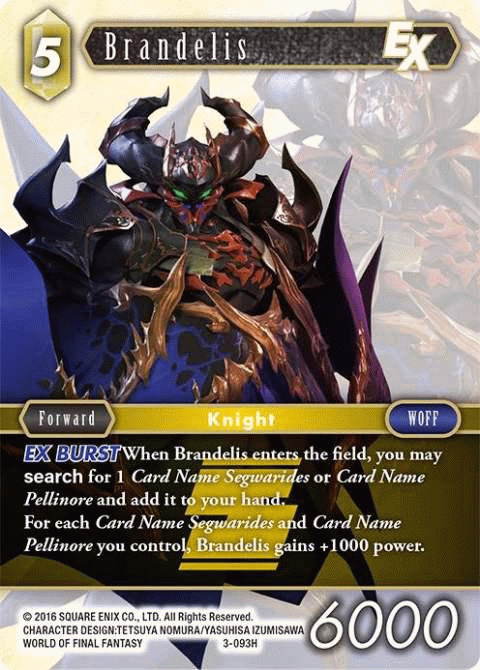 5
Brandelis
EX
Forward
Knight
WOFF
EX BURST When Brandelis enters the field, you may
search for 1 Card Name Segwarides or Card Name
Pellinore and add it to your hand.
For each Card Name Segwarides and Card Name
Pellinore you control, Brandelis gains +1000 power.
© 2016 SQUARE ENIX CO., LTD. All Rights Reserved.
CHARACTER DESIGN:TETSUYA NOMURA/YASUHISA IZUMISAWA
WORLD OF FINAL FANTASY 3-093H
6000